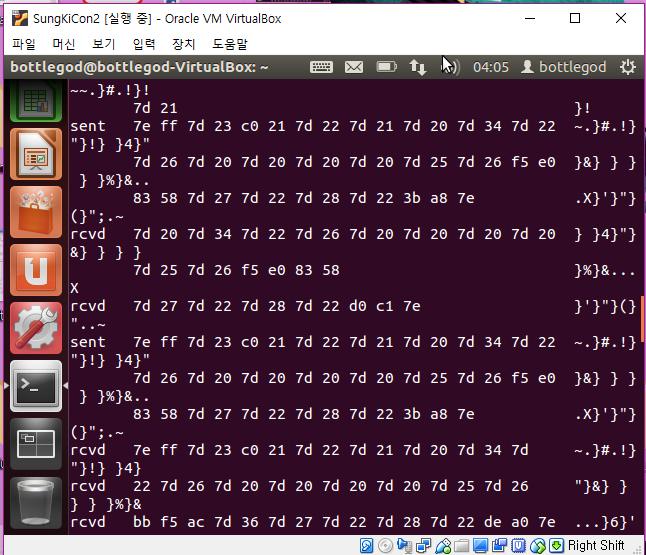 SungKiCon2 [실행 중] - Oracle VM VirtualBox
파일 머신 보기 입력 장치 도움말
bottlegod@bottlegod-VirtualBox: ~ 04:05 bottlegod
~~.}#.!}!
7d 21 }!
sent 7e ff 7d 23 c0 21 7d 22 7d 21 7d 20 7d 34 7d 22 ~.}#.!}
"}!} }4}"
7d 26 7d 20 7d 20 7d 20 7d 20 7d 25 7d 26 f5 e0 }&} } }
} }%}&..
83 58 7d 27 7d 22 7d 28 7d 22 3b a8 7e .X}'}"}
(}";.~
rcvd 7d 20 7d 34 7d 22 7d 26 7d 20 7d 20 7d 20 7d 20 } }4}"}
&} } } }
7d 25 7d 26 f5 e0 83 58 }%}&...
X
rcvd 7d 27 7d 22 7d 28 7d 22 d0 c1 7e }'}"}(}
"..~
sent 7e ff 7d 23 c0 21 7d 22 7d 21 7d 20 7d 34 7d 22 ~.}#.!}
"}!} }4}"
7d 26 7d 20 7d 20 7d 20 7d 20 7d 25 7d 26 f5 e0 }&} } }
} }%}&..
83 58 7d 27 7d 22 7d 28 7d 22 3b a8 7e .X}'}"}
(}";.~
rcvd 7e ff 7d 23 c0 21 7d 22 7d 21 7d 20 7d 34 7d ~.}#.!}
"}!} }4}
rcvd 22 7d 26 7d 20 7d 20 7d 20 7d 20 7d 25 7d 26 "}&} }
} } }%}&
rcvd bb f5 ac 7d 36 7d 27 7d 22 7d 28 7d 22 de a0 7e ...}6}'
Right Shift